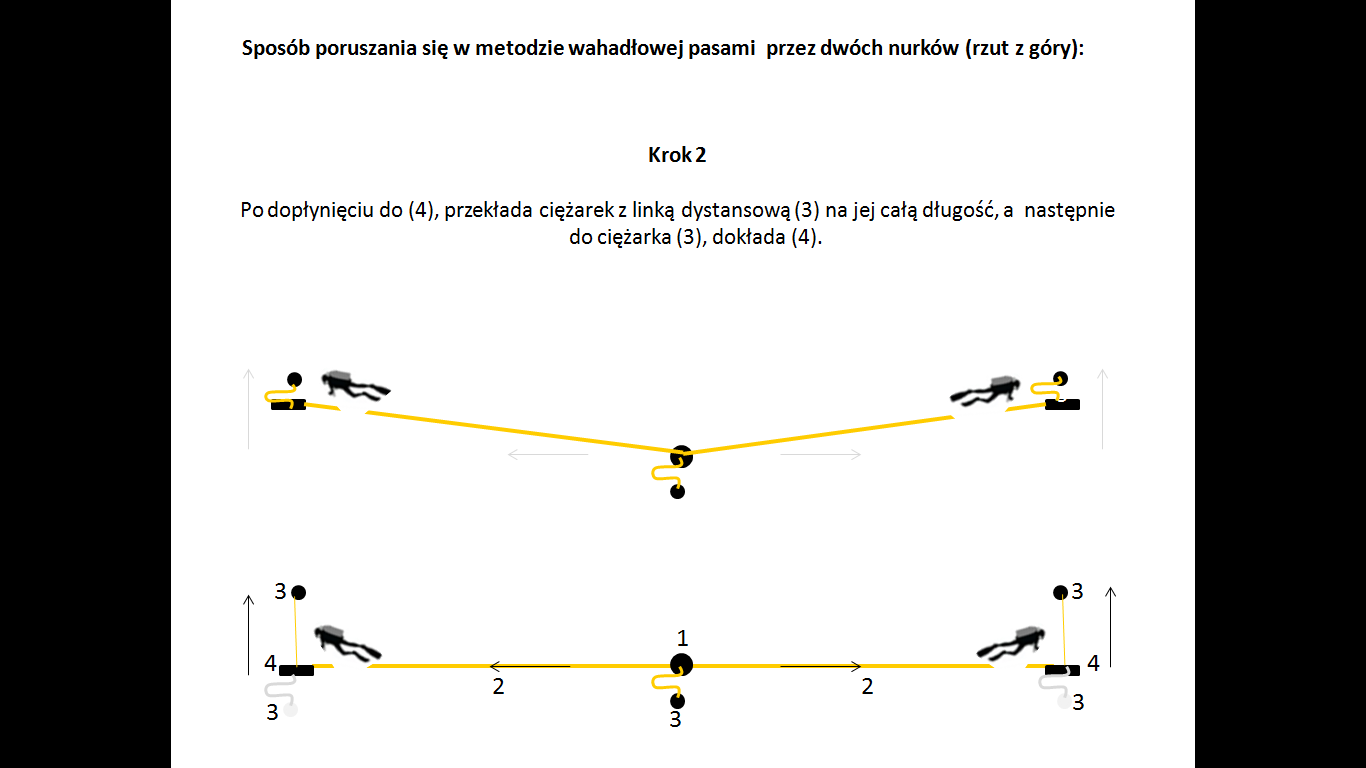 Sposób poruszania się w metodzie wahadłowej pasami przez dwóch nurków (rzut z góry):
Krok 2
Po dopłynięciu do (4), przekłada ciężarek z linką dystansową (3) na jej całą długość, a następnie
do ciężarka (3), dokłada (4).
3
3
1
4
4
2
2
3
3
3